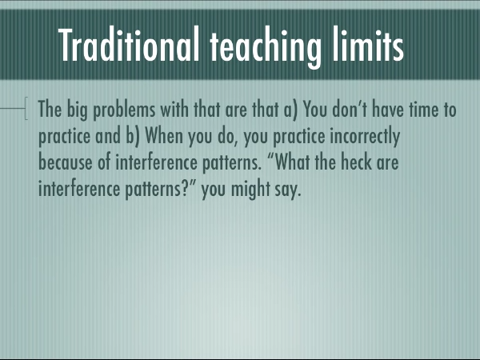 Traditional teaching limits
The big problems with that are that a) You don’t have time to
practice and b) When you do, you practice incorrectly
because of interference patterns. “What the heck are
interference patterns?” you might say.